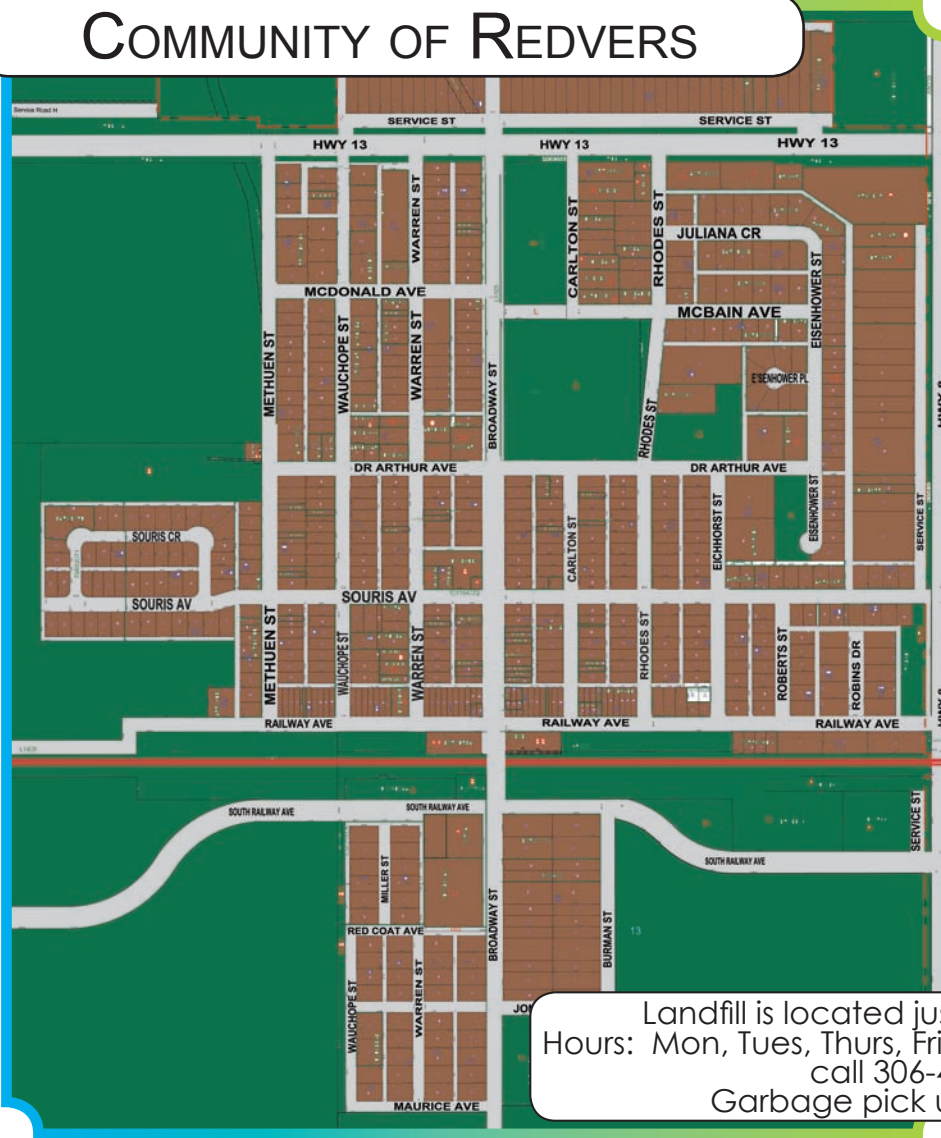 COMMUNITY OF REDVERS
Service Road H
SERVICE ST
SERVICE ST
HWY 13
HWY 13
HWY 13
WARREN ST
CARLTON ST
RHODES ST
JULIANA CR
EISENHOWER ST
MCDONALD AVE
MCBAIN AVE
METHUEN ST
WAUCHOPE ST
WARREN ST
BROADWAY ST
E'SENHOWER PL
RHODES ST
DR ARTHUR AVE
DR ARTHUR AVE
SOURIS CR
CARLTON ST
EICHHORST ST
EISENHOWER ST
SERVICE ST
SOURIS AV
SOURIS AV
METHUEN ST
WAUCHOPE ST
WARREN ST
RHODES ST
ROBERTS ST
ROBINS DR
RAILWAY AVE
RAILWAY AVE
RAILWAY AVE
SOUTH RAILWAY AVE
SOUTH RAILWAY AVE
SERVICE ST
MILLER ST
SOUTH RAILWAY AVE
RED COAT AVE
BROADWAY ST
BURMAN ST
13
WAUCHOPE ST
WARREN ST
MAURICE AVE
Landfill is located
Hours: Mon, Tues, Thurs, Fri
call 306-4
Garbage pick